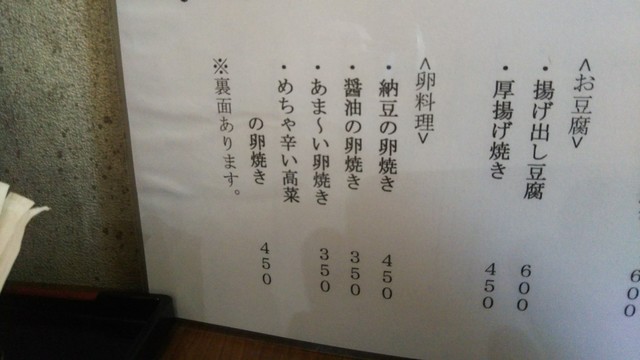 ６００
<お豆腐>
・揚げ出し豆腐 ６００
・厚揚げ焼き ４５０
<卵料理>
・納豆の卵焼き ４５０
・醤油の卵焼き ３５０
・あま～い卵焼き ３５０
・めちゃ辛い高菜
の卵焼き ４５０
※裏面あります。